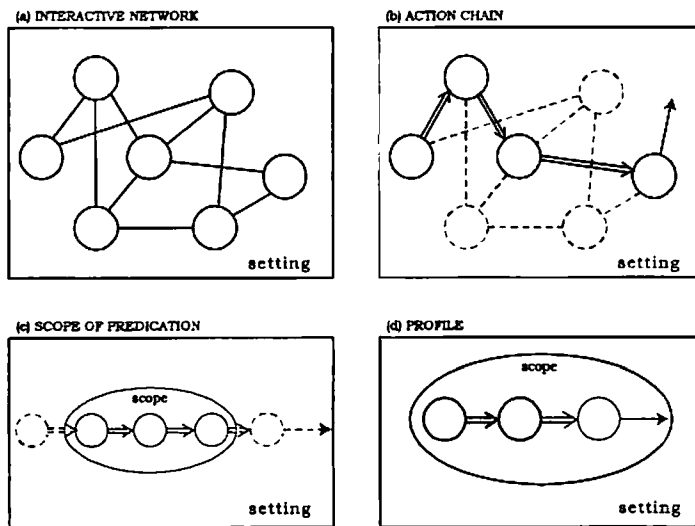 (a) INTERACTIVE NETWORK
setting
(b) ACTION CHAIN
setting
(c) SCOPE OF PREDICATION
scope
setting
(d) PROFILE
scope
setting